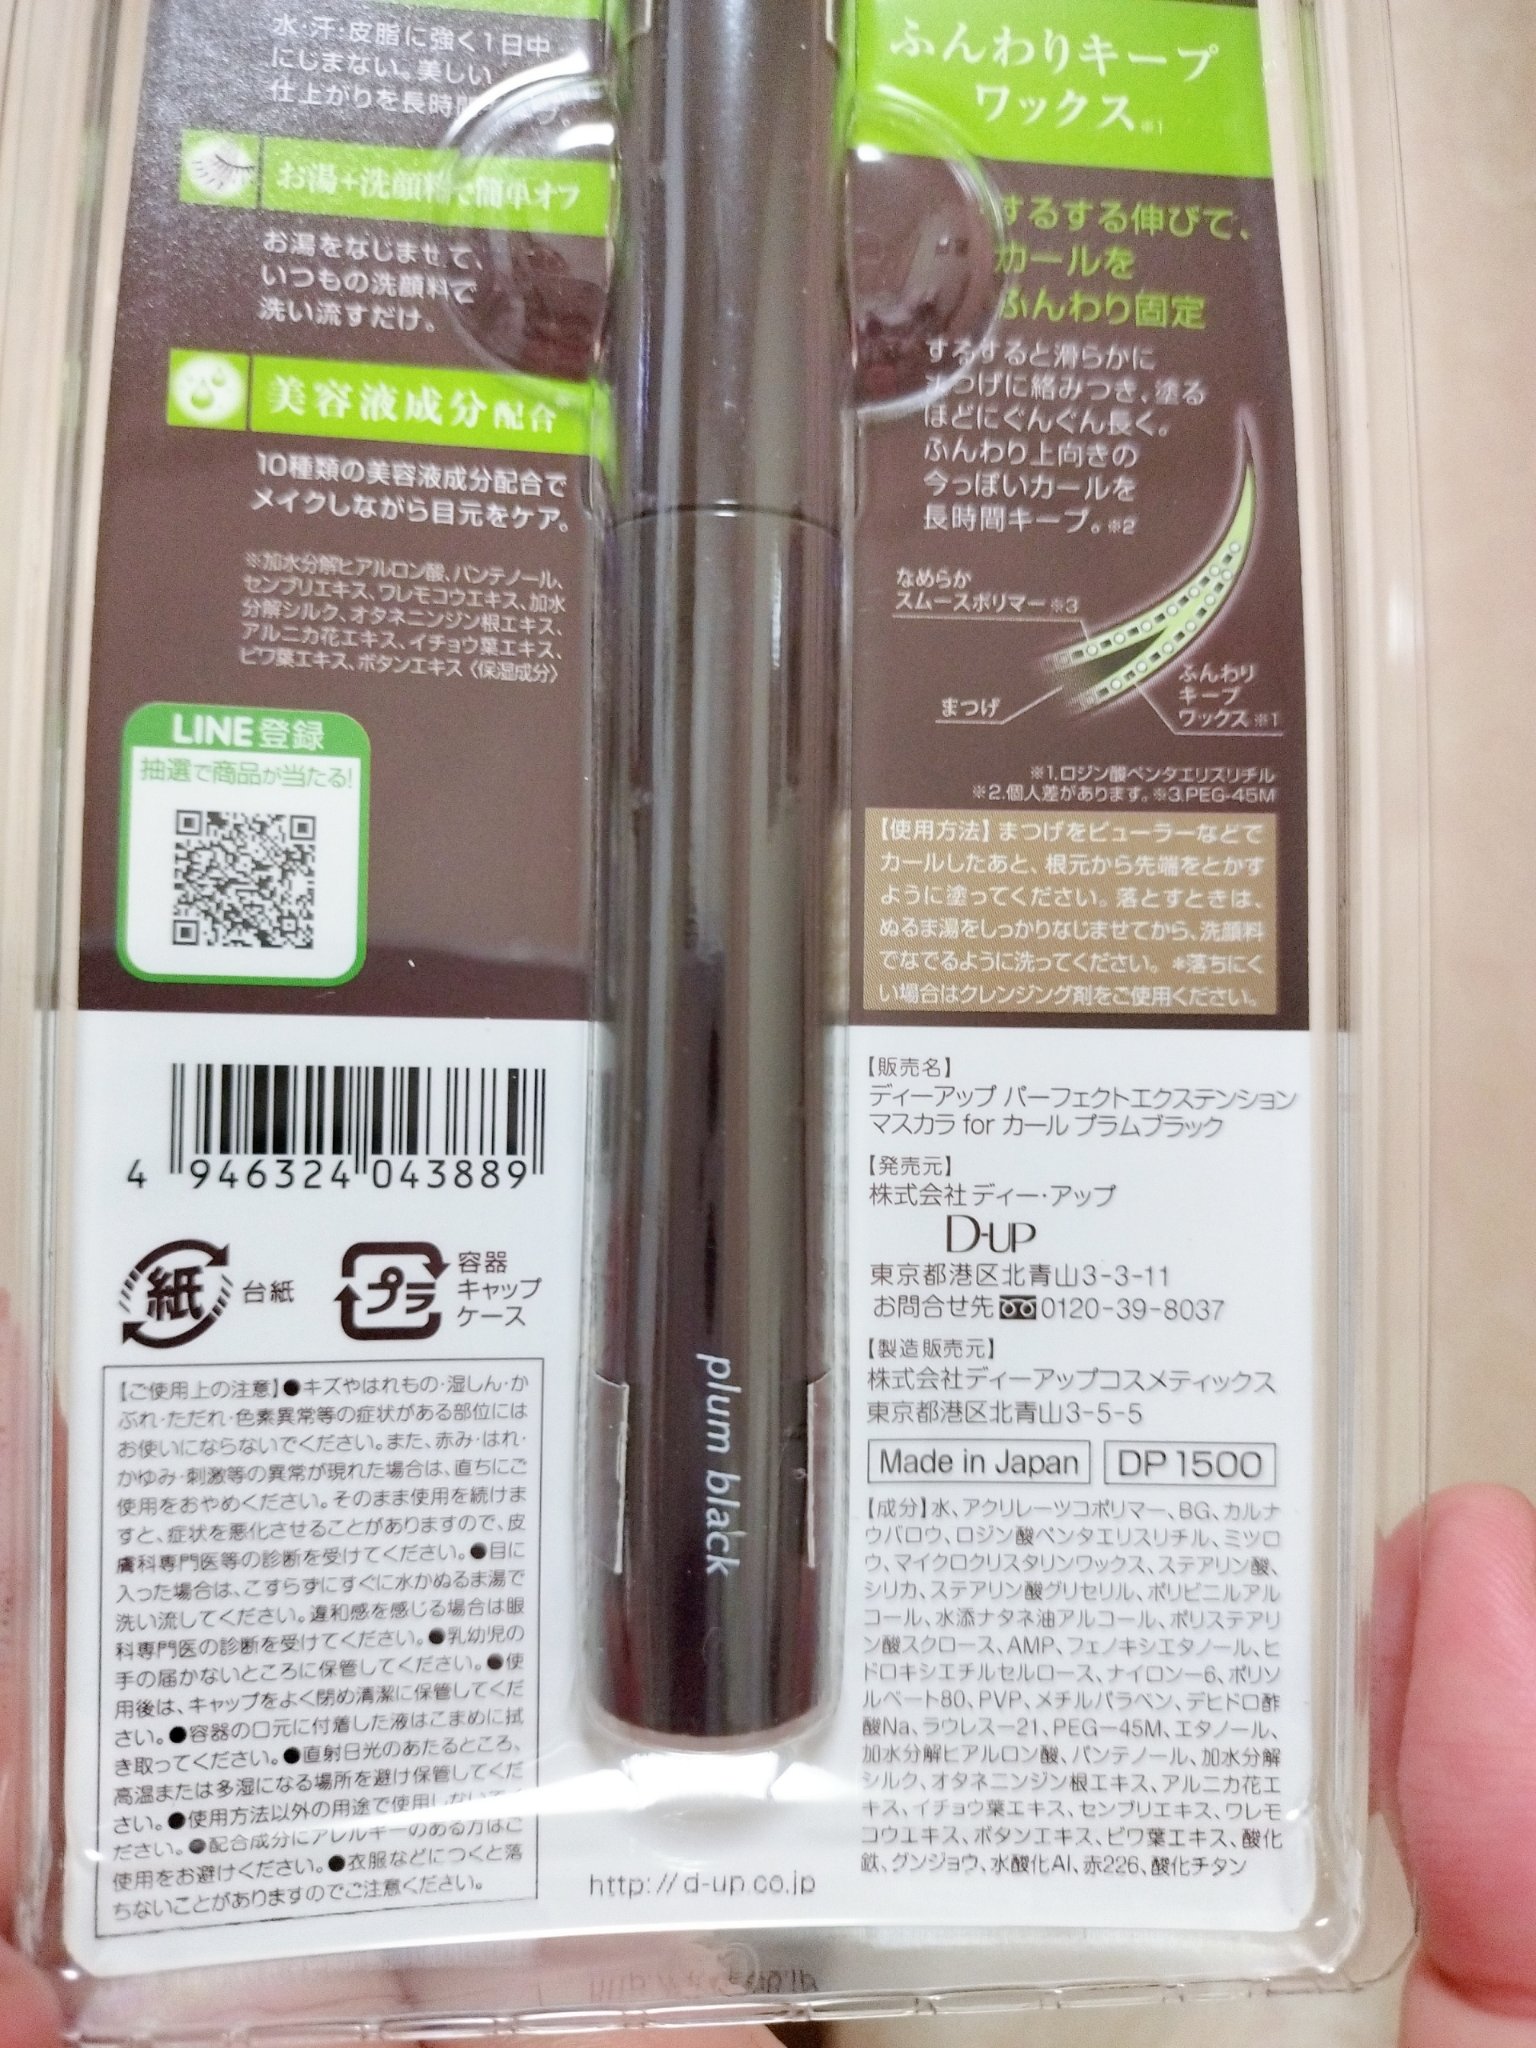 水・汗・皮脂に強く1日中
にじまない。美しい
仕上がりを長時間
お湯+洗顔料で簡単オフ
お湯をなじませて、
いつもの洗顔料で
洗い流すだけ。
美容液成分配合
10種類の美容液成分配合で
メイクしながら目元をケア。
※加水分解ヒアルロン酸、パンテノール、
センブリエキス、ワレモコウエキス、加水
分解シルク、オタネニンジン根エキス、
アルニカ花エキス、イチョウ葉エキス、
ビワ葉エキス、ボタンエキス〈保湿成分〉
LINE登録
抽選で商品が当たる!
4 946324 043889
紙 台紙
プラ 容器
キャップ
ケース
【ご使用上の注意】●キズやはれもの・湿しん・か
ぶれ・ただれ・色素異常等の症状がある部位には
お使いにならないでください。また、赤み・はれ・
かゆみ・刺激等の異常が現れた場合は、直ちにご
使用をおやめください。そのまま使用を続けま
すと、症状を悪化させることがありますので、皮
膚科専門医等の診断を受けてください。●目に
入った場合は、こすらずにすぐに水かぬるま湯で
洗い流してください。違和感を感じる場合は眼
科専門医の診断を受けてください。●乳幼児の
手の届かないところに保管してください。●使
用後は、キャップをよく閉め清潔に保管してくだ
さい。●容器の口元に付着した液はこまめに拭
き取ってください。●直射日光のあたるところ、
高温または多湿になる場所を避け保管してくだ
さい。●使用方法以外の用途で使用しないでく
ださい。●配合成分にアレルギーのある方はご
使用をお避けください。●衣服などにつくと落
ちないことがありますのでご注意ください。
plum black
ふんわりキープ
ワックス※1
するする伸びて、
カールを
ふんわり固定
するすると滑らかに
まつげに絡みつき、塗る
ほどにぐんぐん長く。
ふんわり上向きの
今っぽいカールを
長時間キープ。※2
なめらか
スムースポリマー※3
まつげ
ふんわり
キープ
ワックス※1
※1.ロジン酸ペンタエリスリチル
※2.個人差があります。※3.PEG-45M
【使用方法】まつげをビューラーなどで
カールしたあと、根元から先端をとかす
ように塗ってください。落とすときは、
ぬるま湯をしっかりなじませてから、洗顔料
でなでるように洗ってください。*落ちにく
い場合はクレンジング剤をご使用ください。
【販売名】
ディーアップ パーフェクトエクステンション
マスカラ for カール プラムブラック
【発売元】
株式会社 ディー・アップ
D-UP
東京都港区北青山3-3-11
お問合せ先 0120-39-8037
【製造販売元】
株式会社ディーアップコスメティックス
東京都港区北青山3-5-5
Made in Japan DP1500
【成分】水、アクリレーツコポリマー、BG、カルナ
ウバロウ、ロジン酸ペンタエリスリチル、ミツロ
ウ、マイクロクリスタリンワックス、ステアリン酸、
シリカ、ステアリン酸グリセリル、ポリビニルアル
コール、水添ナタネ油アルコール、ポリステアリ
ン酸スクロース、AMP、フェノキシエタノール、ヒ
ドロキシエチルセルロース、ナイロン-6、ポリソ
ルベート80、PVP、メチルパラベン、デヒドロ酢
酸Na、ラウレス-21、PEG-45M、エタノール、
加水分解ヒアルロン酸、パンテノール、加水分解
シルク、オタネニンジン根エキス、アルニカ花エ
キス、イチョウ葉エキス、センブリエキス、ワレモ
コウエキス、ボタンエキス、ビワ葉エキス、酸化
鉄、グンジョウ、水酸化Al、赤226、酸化チタン
http://d-up.co.jp